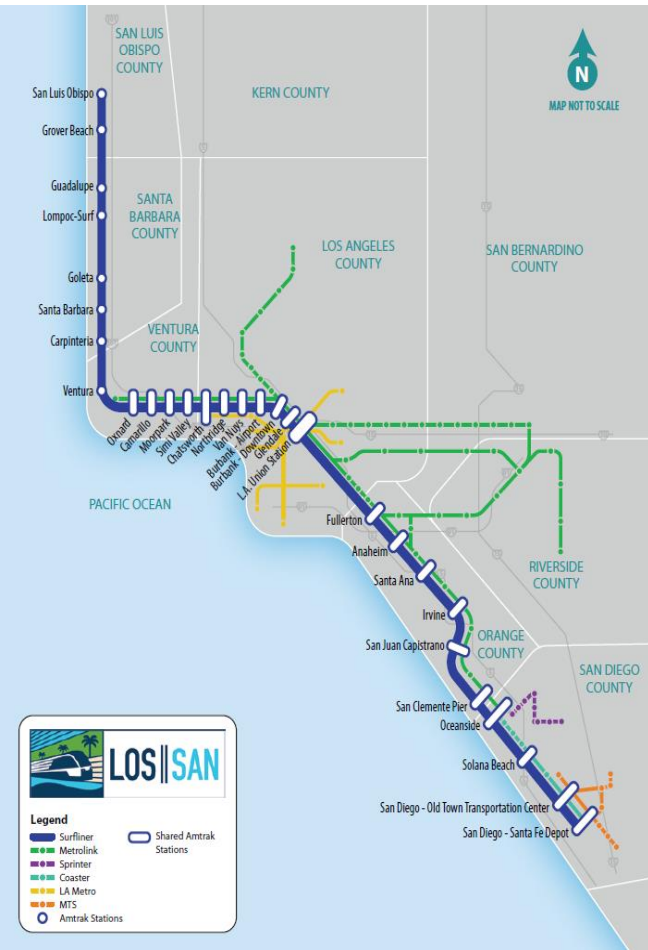 SAN LUIS
OBISPO
COUNTY
KERN COUNTY
N
MAP NOT TO SCALE
San Luis Obispo
Grover Beach
Guadalupe
Lompoc-Surf
SANTA
BARBARA
COUNTY
LOS ANGELES
COUNTY
SAN BERNARDINO
COUNTY
Goleta
Santa Barbara
Carpinteria
VENTURA
COUNTY
Ventura
Oxnard
Camarillo
Moorpark
Simi Valley
Chatsworth
Northridge
Van Nuys
Burbank - Airport
Burbank - Downtown
Glendale
L.A. Union Station
PACIFIC OCEAN
Fullerton
Anaheim
Santa Ana
Irvine
San Juan Capistrano
RIVERSIDE
COUNTY
ORANGE
COUNTY
SAN DIEGO
COUNTY
San Clemente Pier
Oceanside
Solana Beach
San Diego - Old Town Transportation Center
San Diego - Santa Fe Depot
LOS SAN
Legend
Surfliner
Metrolink
Sprinter
Coaster
LA Metro
MTS
Amtrak Stations
Shared Amtrak
Stations